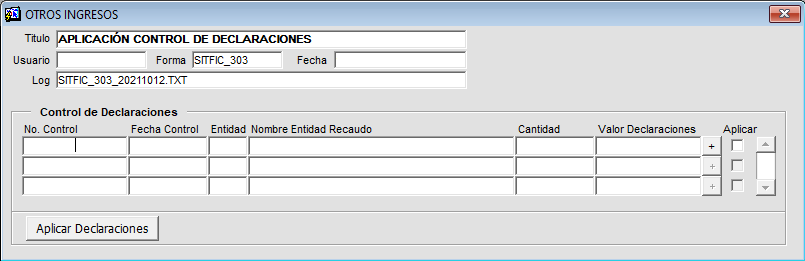 OTROS INGRESOS
Titulo APLICACIÓN CONTROL DE DECLARACIONES
Usuario Forma SITFIC_303 Fecha
Log SITFIC_303_20211012.TXT
Control de Declaraciones
No. Control Fecha Control Entidad Nombre Entidad Recaudo Cantidad Valor Declaraciones Aplicar
+
+
+
Aplicar Declaraciones